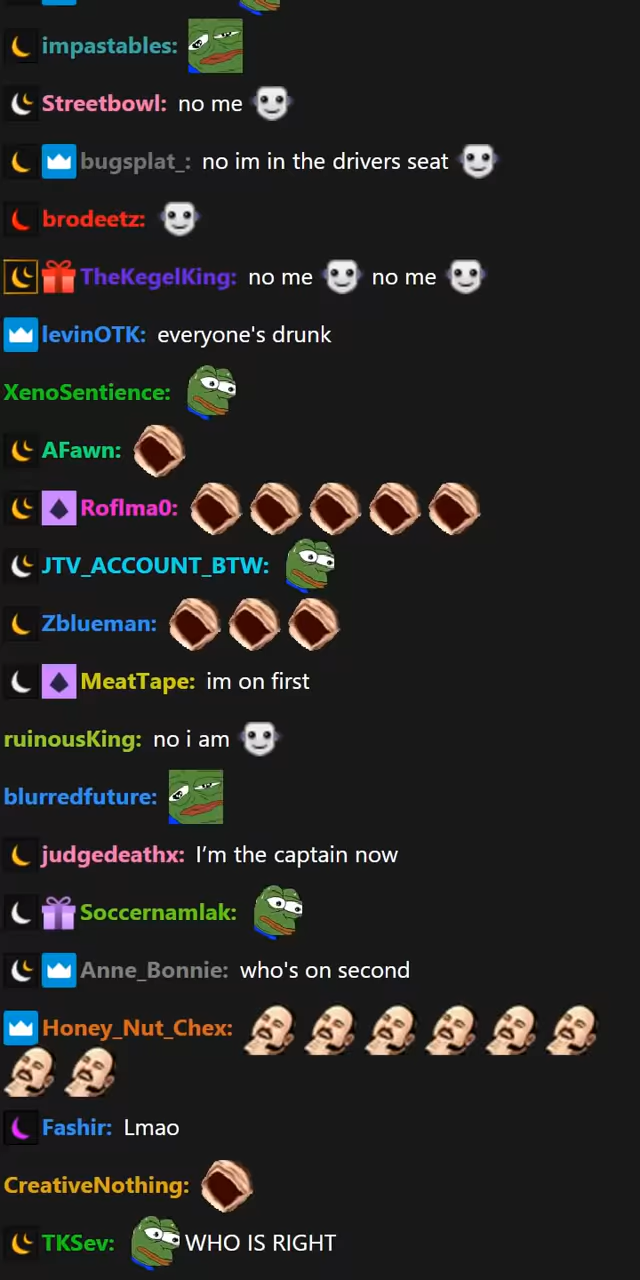 impastables:
Streetbowl: no me
bugsplat_: no im in the drivers seat
brodeetz:
TheKegelKing: no me no me
levinOTK: everyone's drunk
XenoSentience:
AFawn:
Roflma0:
JTV_ACCOUNT_BTW:
Zblueman:
MeatTape: im on first
ruinousKing: no i am
blurredfuture:
judgedeathx: I’m the captain now
Soccernamlak:
Anne_Bonnie: who's on second
Honey_Nut_Chex:
Fashir: Lmao
CreativeNothing:
TKSev: WHO IS RIGHT